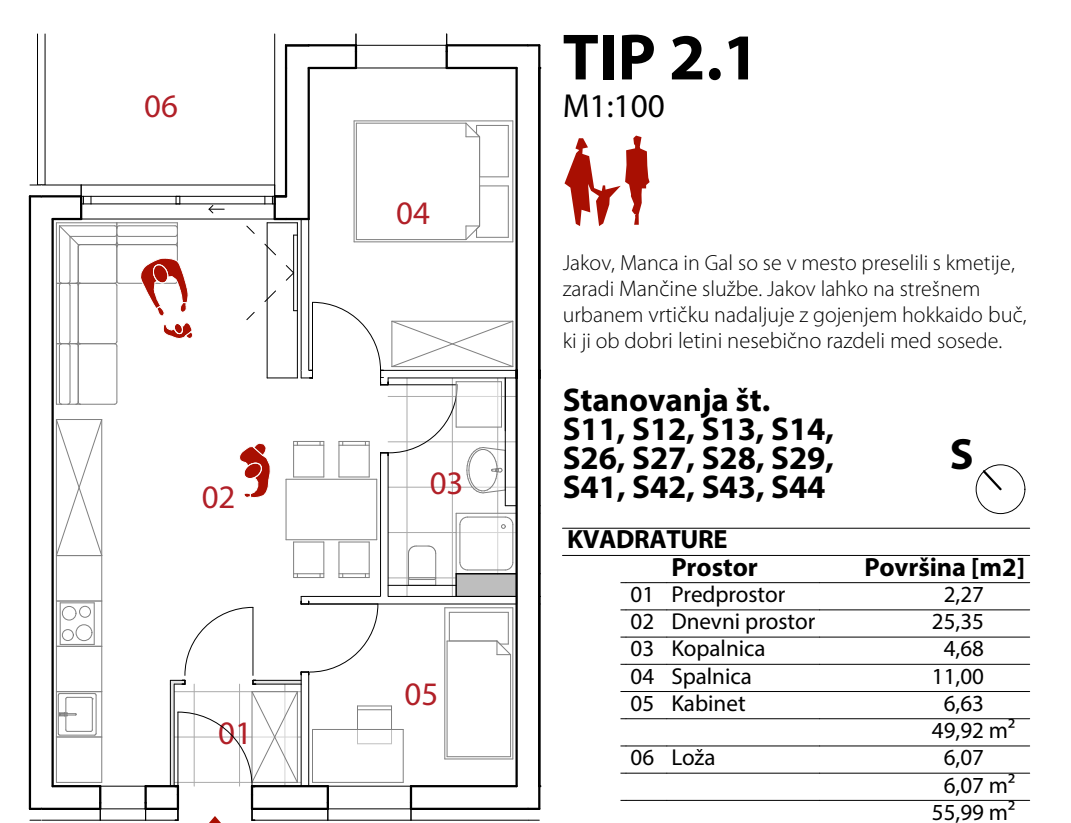 TIP 2.1
M1:100
Jakov, Manca in Gal so se v mesto preselili s kmetije,
zaradi Mančine službe. Jakov lahko na strešnem
urbanem vrtičku nadaljuje z gojenjem hokkaido buč,
ki ji ob dobri letini nesebično razdeli med sosede.
Stanovanja št.
S11, S12, S13, S14,
S26, S27, S28, S29,
S41, S42, S43, S44
S
KVADRATURE
Prostor Površina [m2]
01 Predprostor 2,27
02 Dnevni prostor 25,35
03 Kopalnica 4,68
04 Spalnica 11,00
05 Kabinet 6,63
49,92 m²
06 Loža 6,07
6,07 m²
55,99 m²
06
04
03
02
05
01